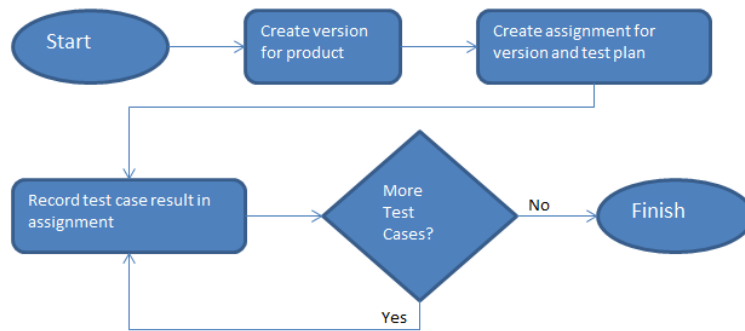 Start
Create version
for product
Create assignment for
version and test plan
Record test case result in
assignment
More
Test
Cases?
No
Finish
Yes